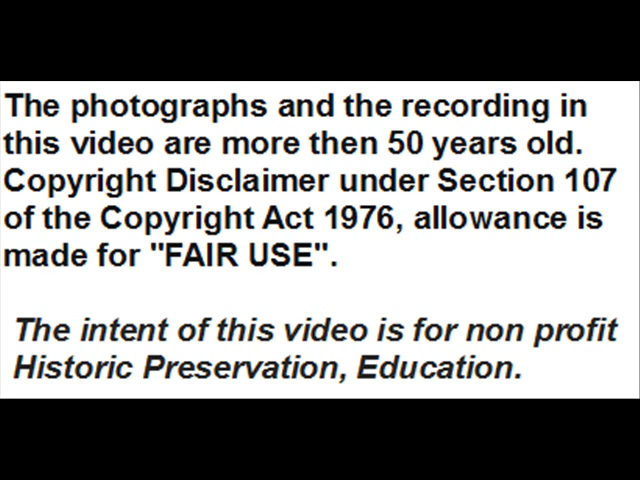 The photographs and the recording in
this video are more then 50 years old.
Copyright Disclaimer under Section 107
of the Copyright Act 1976, allowance is
made for "FAIR USE".
The intent of this video is for non profit
Historic Preservation, Education.